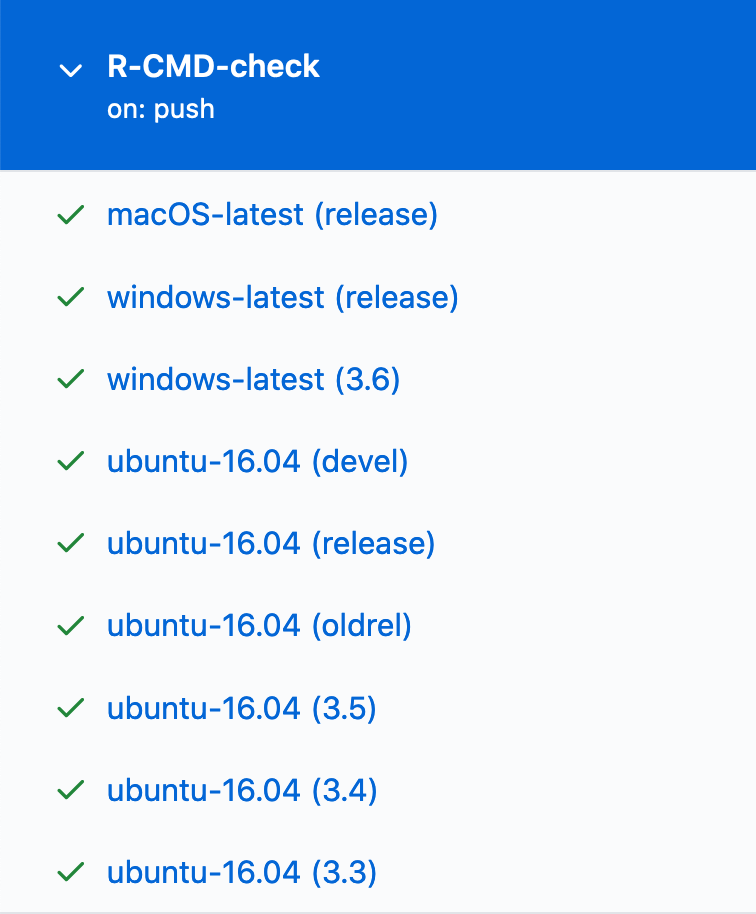 R-CMD-check
on: push
macOS-latest (release)
windows-latest (release)
windows-latest (3.6)
ubuntu-16.04 (devel)
ubuntu-16.04 (release)
ubuntu-16.04 (oldrel)
ubuntu-16.04 (3.5)
ubuntu-16.04 (3.4)
ubuntu-16.04 (3.3)